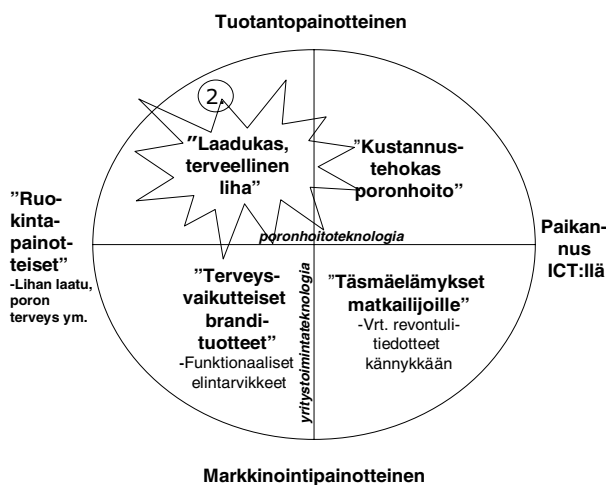 Tuotantopainotteinen
2.
”Laadukas,
terveellinen
liha”
”Kustannus-
tehokas
poronhoito”
”Ruo-
kinta-
painot-
teiset”
-Lihan laatu,
poron
terveys ym.
poronhoitoteknologia
Paikan-
nus
ICT:llä
”Terveys-
vaikutteiset
brandi-
tuotteet”
-Funktionaaliset
elintarvikkeet
yritystoimintateknologia
”Täsmäelämykset
matkailijoille”
-Vrt. revontuli-
tiedotteet
kännykkään
Markkinointipainotteinen